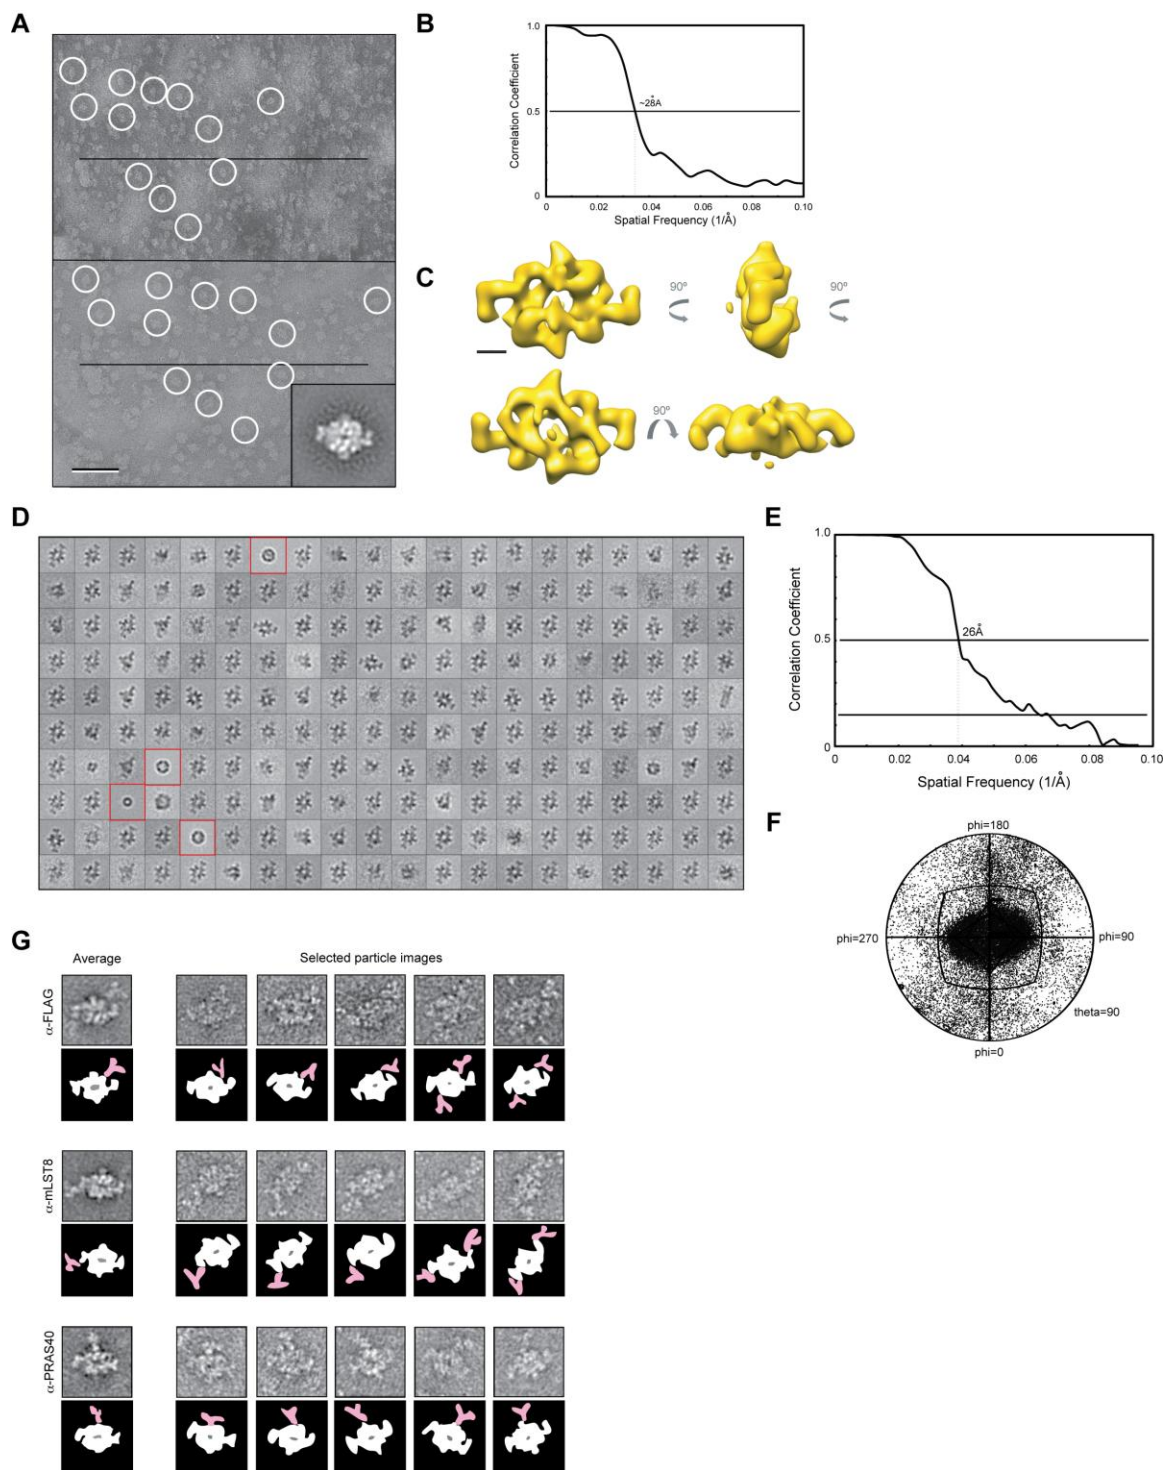 A
B
1.0
0.5
0
Correlation Coefficient
~28Å
0
0.02
0.04
0.06
0.08
0.10
Spatial Frequency (1/Å)
C
90º
90º
90º
D
E
1.0
0.5
0
Correlation Coefficient
26Å
0
0.02
0.04
0.06
0.08
0.10
Spatial Frequency (1/Å)
F
phi=180
phi=270
phi=90
theta=90
phi=0
G
Average
Selected particle images
α-FLAG
α-mLST8
α-PRAS40